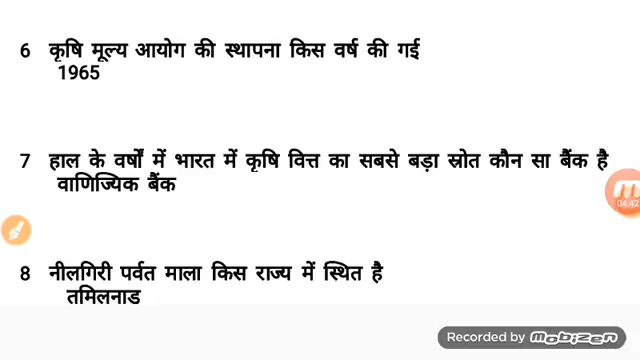 6 कृषि मूल्य आयोग की स्थापना किस वर्ष की गई
1965
7 हाल के वर्षों में भारत में कृषि वित्त का सबसे बड़ा स्रोत कौन सा बैंक है
वाणिज्यिक बैंक
04:42
8 नीलगिरी पर्वत माला किस राज्य में स्थित है
तमिलनाडु
Recorded by Mobizen